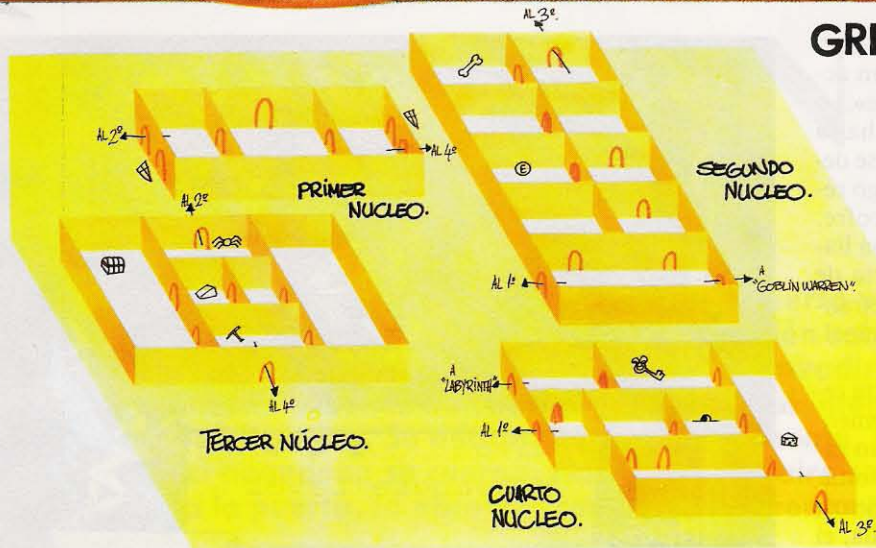 GRE
AL 3º.
AL 2º
AL 4º
PRIMER
NUCLEO.
SEGUNDO
NUCLEO.
E
AL 1º
A
"GOBLIN WARREN".
AL 2º
AL 4º
TERCER NÚCLEO.
A
"LABYRINTH"
AL 1º
CUARTO
NUCLEO.
AL 3º.